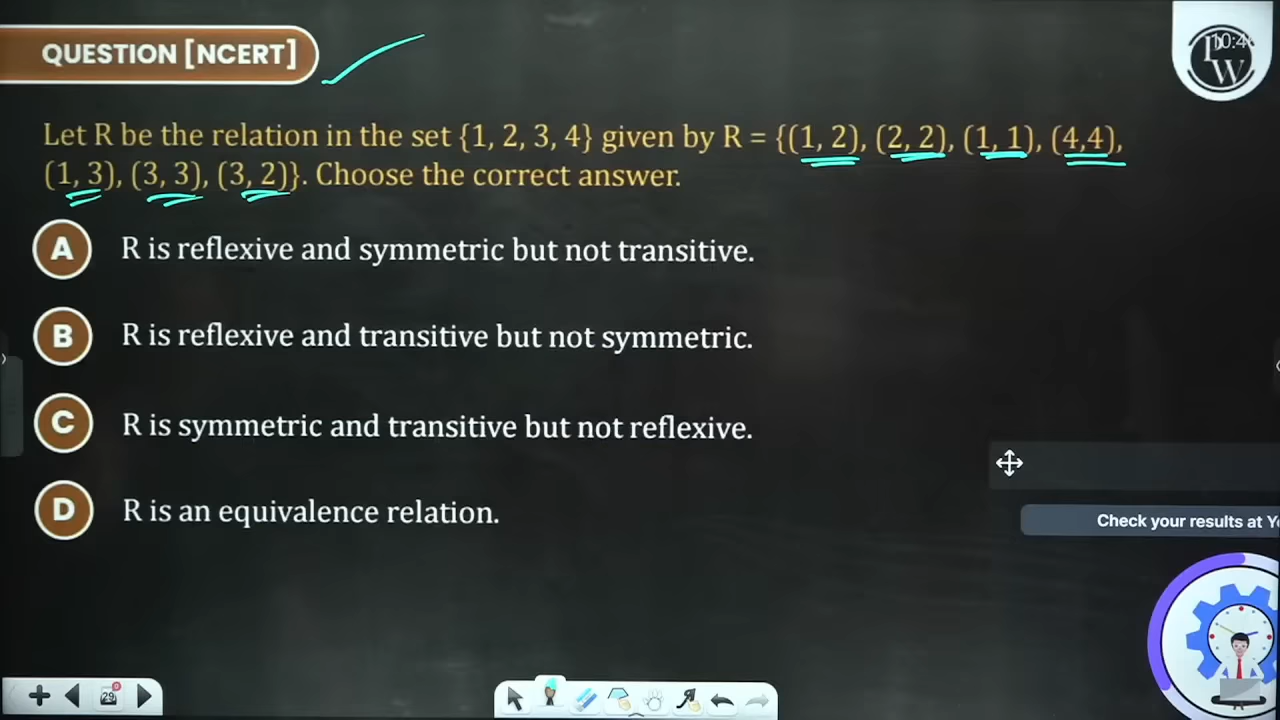 QUESTION [NCERT]
10:4
P
W
Let R be the relation in the set {1, 2, 3, 4} given by R = {(1, 2), (2, 2), (1, 1), (4,4),
(1, 3), (3, 3), (3, 2)}. Choose the correct answer.
A R is reflexive and symmetric but not transitive.
B R is reflexive and transitive but not symmetric.
C R is symmetric and transitive but not reflexive.
D R is an equivalence relation.
Check your results at
29